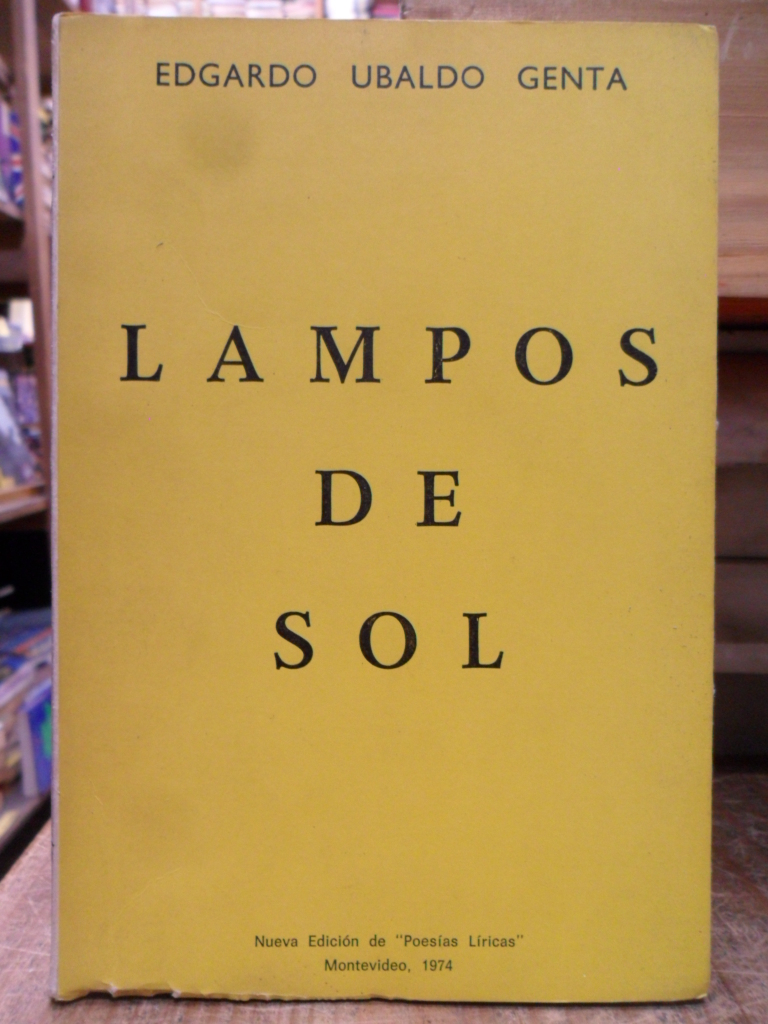 EDGARDO UBALDO GENTA
LAMPOS
DE
SOL
Nueva Edición de "Poesías Líricas"
Montevideo, 1974